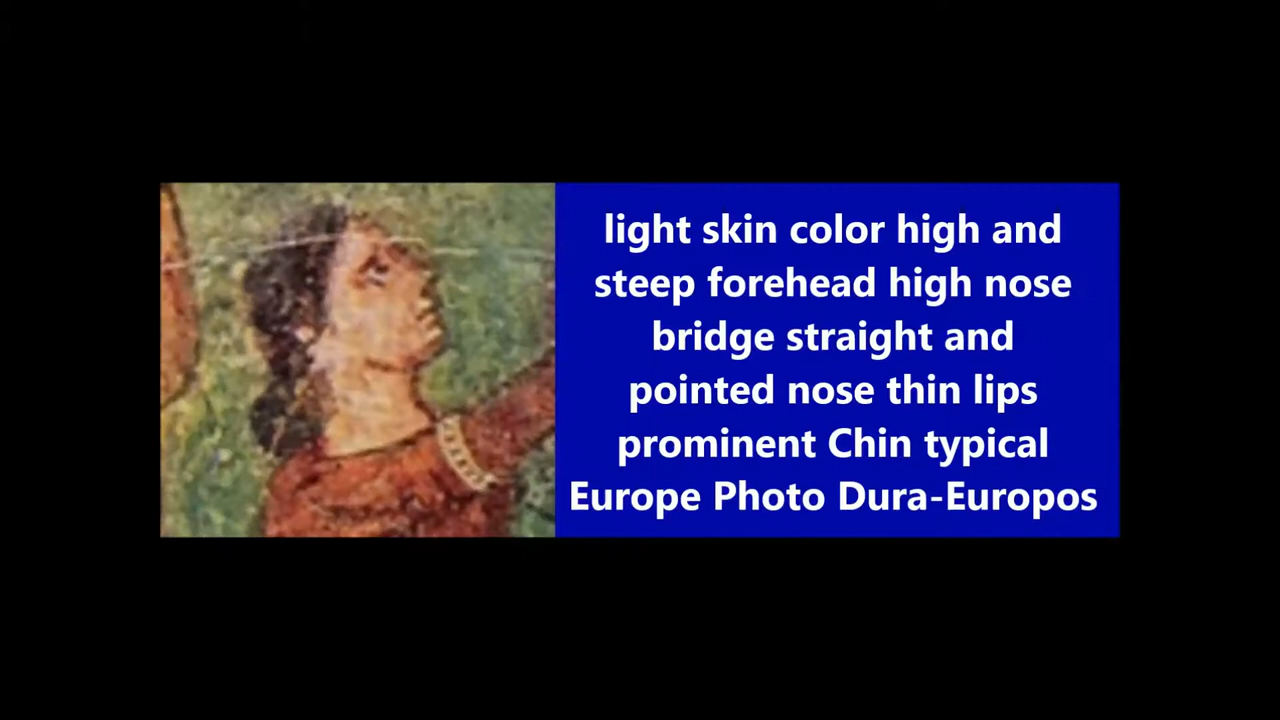 light skin color high and
steep forehead high nose
bridge straight and
pointed nose thin lips
prominent Chin typical
Europe Photo Dura-Europos